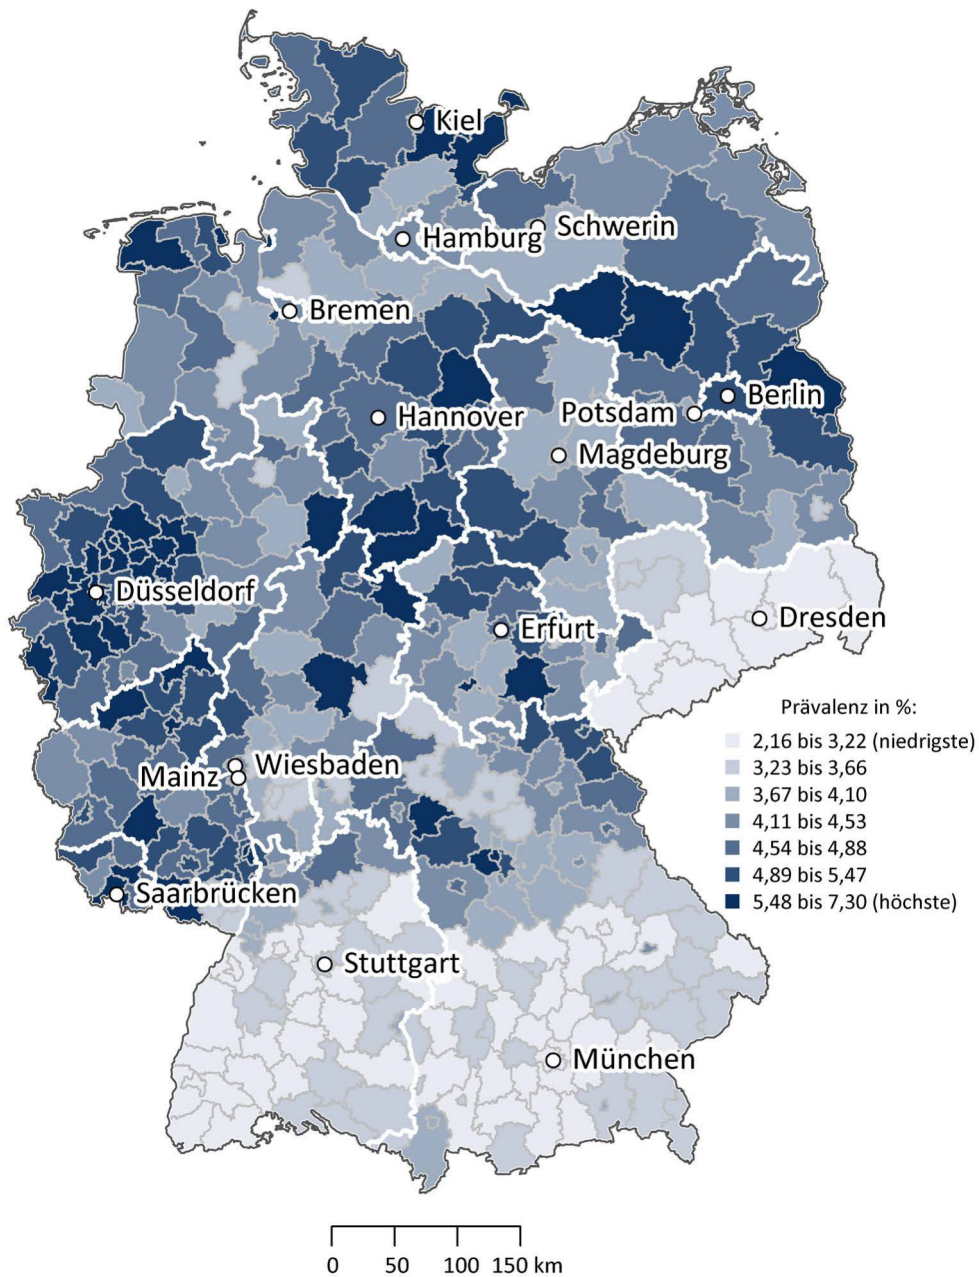 Kiel
Schwerin
Hamburg
Bremen
Berlin
Hannover
Potsdam
Magdeburg
Düsseldorf
Dresden
Erfurt
Prävalenz in %:
2,16 bis 3,22 (niedrigste)
3,23 bis 3,66
3,67 bis 4,10
4,11 bis 4,53
4,54 bis 4,88
4,89 bis 5,47
5,48 bis 7,30 (höchste)
Wiesbaden
Mainz
Saarbrücken
Stuttgart
München
0 50 100 150 km